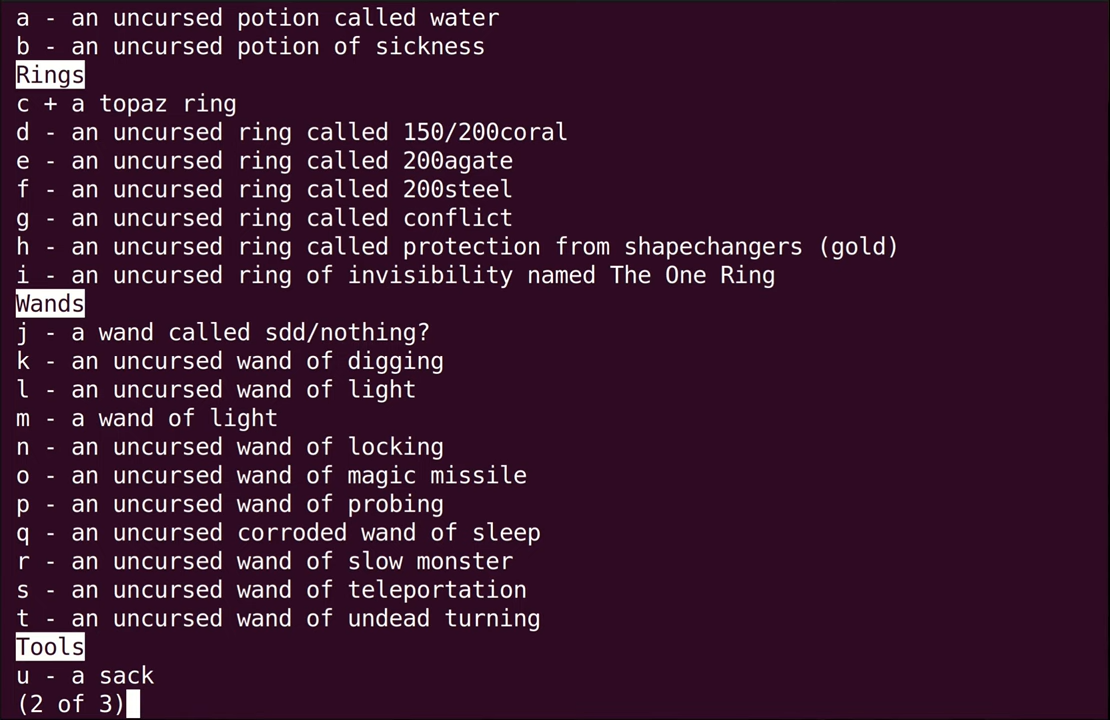 a - an uncursed potion called water
b - an uncursed potion of sickness
Rings
c + a topaz ring
d - an uncursed ring called 150/200coral
e - an uncursed ring called 200agate
f - an uncursed ring called 200steel
g - an uncursed ring called conflict
h - an uncursed ring called protection from shapechangers (gold)
i - an uncursed ring of invisibility named The One Ring
Wands
j - a wand called sdd/nothing?
k - an uncursed wand of digging
l - an uncursed wand of light
m - a wand of light
n - an uncursed wand of locking
o - an uncursed wand of magic missile
p - an uncursed wand of probing
q - an uncursed corroded wand of sleep
r - an uncursed wand of slow monster
s - an uncursed wand of teleportation
t - an uncursed wand of undead turning
Tools
u - a sack
(2 of 3)